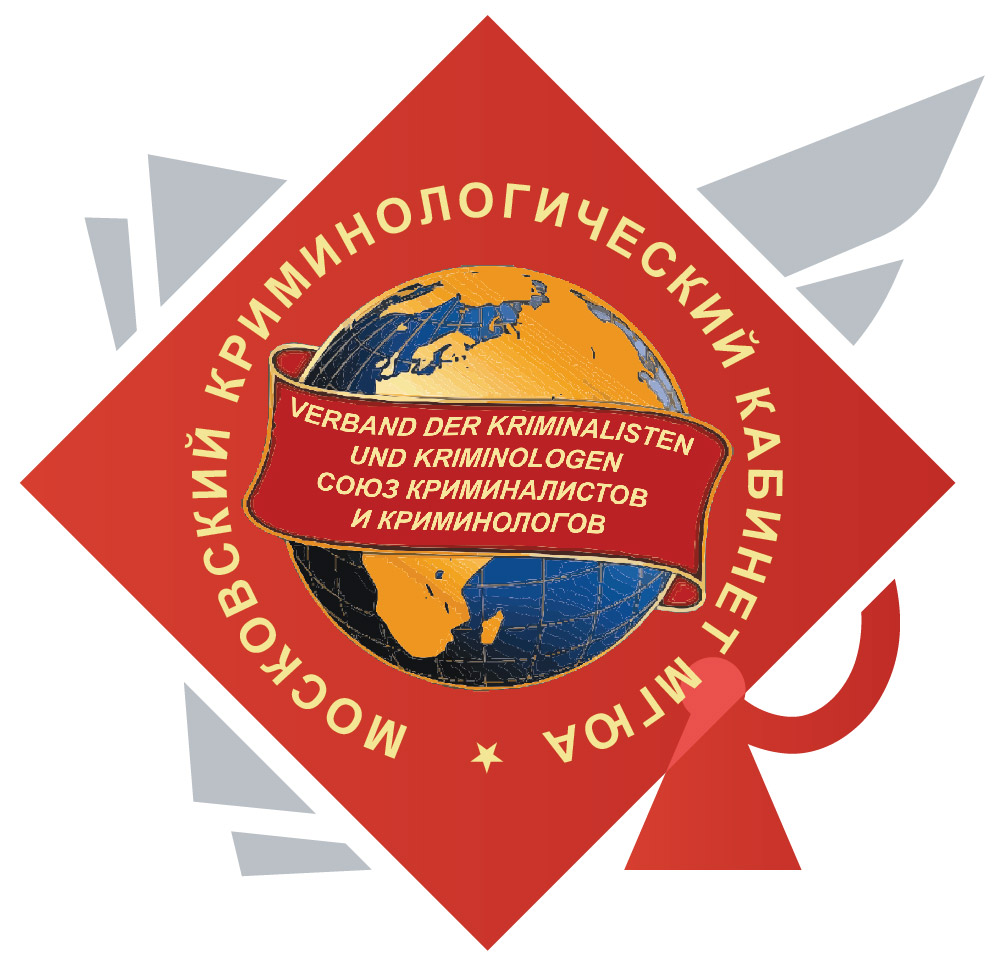 МОСКОВСКИЙ КРИМИНОЛОГИЧЕСКИЙ КАБИНЕТ МГЮА
VERBAND DER KRIMINALISTEN
UND KRIMINOLOGEN
СОЮЗ КРИМИНАЛИСТОВ
И КРИМИНОЛОГОВ